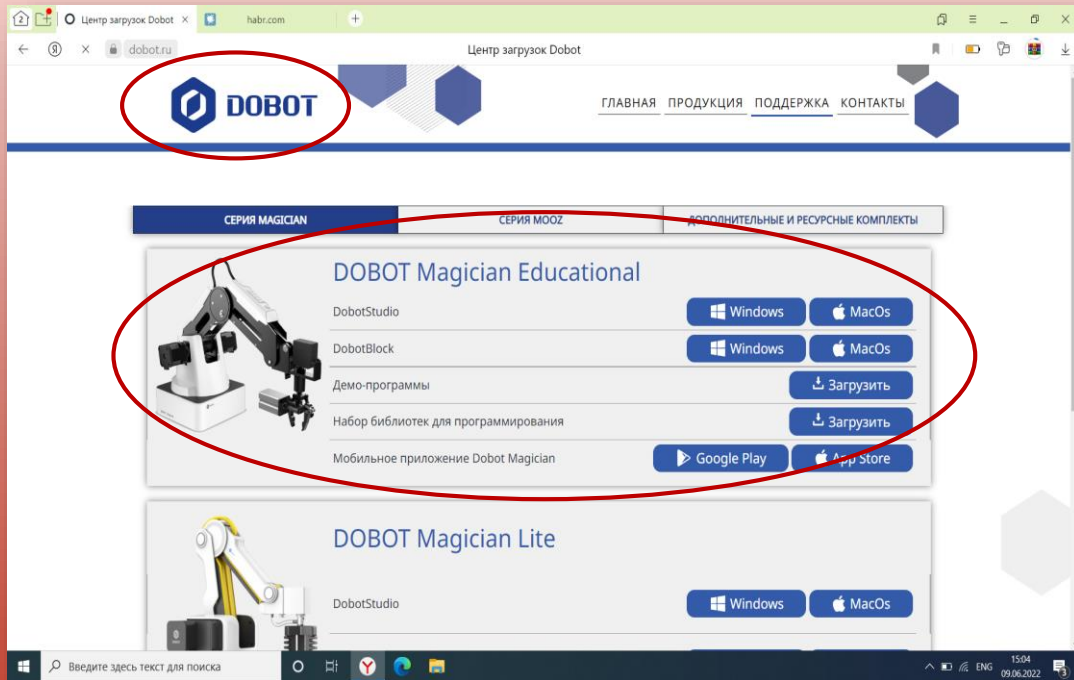 2
Центр загрузок Dobot
habr.com
dobot.ru
Центр загрузок Dobot
DOBOT
ГЛАВНАЯ ПРОДУКЦИЯ ПОДДЕРЖКА КОНТАКТЫ
СЕРИЯ MAGICIAN
СЕРИЯ MOOZ
ДОПОЛНИТЕЛЬНЫЕ И РЕСУРСНЫЕ КОМПЛЕКТЫ
DOBOT Magician Educational
DobotStudio Windows MacOs
DobotBlock Windows MacOs
Демо-программы Загрузить
Набор библиотек для программирования Загрузить
Мобильное приложение Dobot Magician Google Play App Store
DOBOT Magician Lite
DobotStudio Windows MacOs
Введите здесь текст для поиска
ENG
15:04
09.06.2022
3